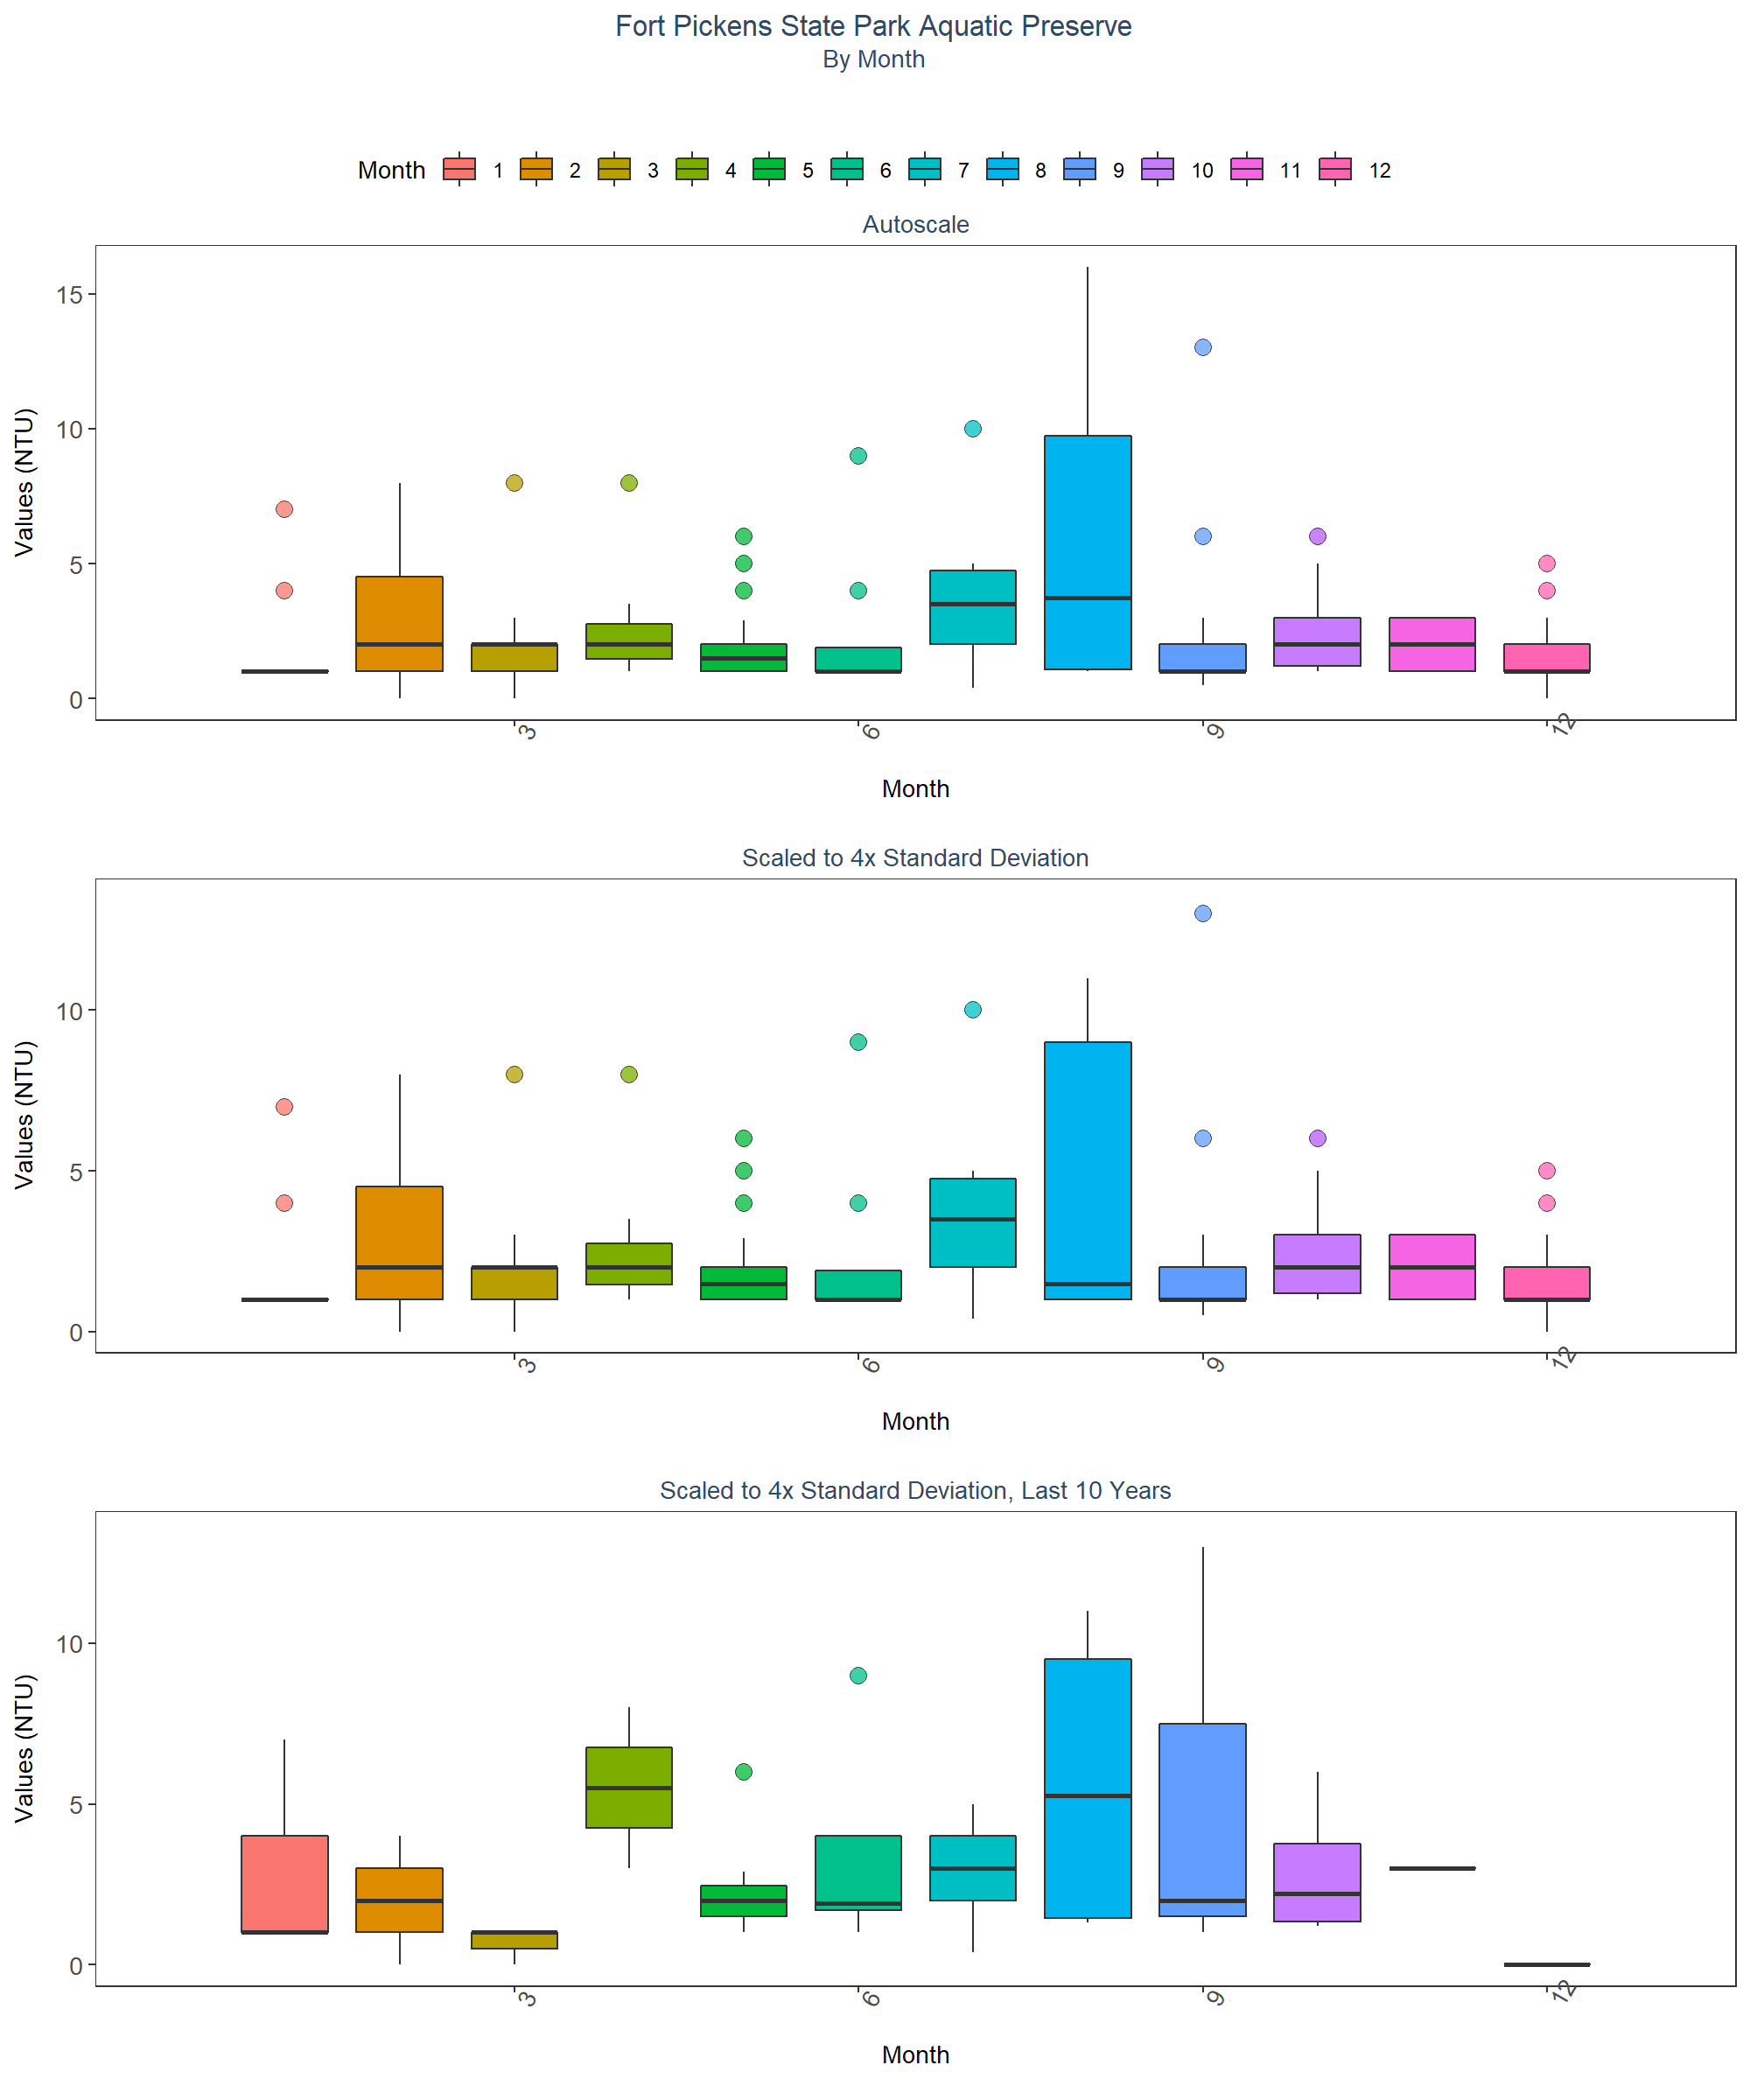 Fort Pickens State Park Aquatic Preserve
By Month
Month 1 2 3 4 5 6 7 8 9 10 11 12
Autoscale
Values (NTU)
15
10
5
0
3 6 9 12
Month
Scaled to 4x Standard Deviation
Values (NTU)
10
5
0
3 6 9 12
Month
Scaled to 4x Standard Deviation, Last 10 Years
Values (NTU)
10
5
0
3 6 9 12
Month